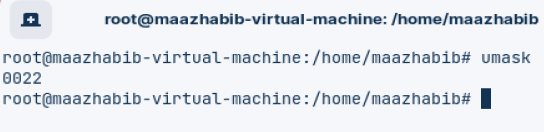 root@maazhabib-virtual-machine: /home/maazhabib
root@maazhabib-virtual-machine:/home/maazhabib# umask
0022
root@maazhabib-virtual-machine:/home/maazhabib#